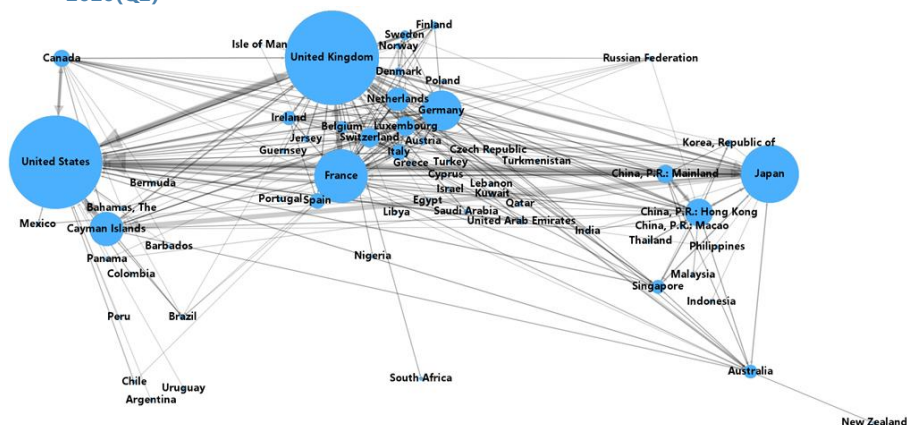 Finland
Sweden
Isle of Man
Norway
Canada
United Kingdom
Russian Federation
Denmark
Poland
Netherlands
Germany
Ireland
Belgium
Luxembourg
Jersey
Switzerland
Austria
Korea, Republic of
Guernsey
Italy
Czech Republic
United States
Greece
Turkey
Turkmenistan
France
Cyprus
China, P.R.: Mainland
Japan
Bermuda
Lebanon
Israel
Kuwait
Portugal
Spain
Egypt
Qatar
Bahamas, The
Libya
Saudi Arabia
China, P.R.: Hong Kong
Mexico
Cayman Islands
United Arab Emirates
China, P.R.: Macao
India
Barbados
Thailand
Philippines
Panama
Nigeria
Colombia
Malaysia
Singapore
Indonesia
Peru
Brazil
Australia
Chile
South Africa
Uruguay
Argentina
New Zealand